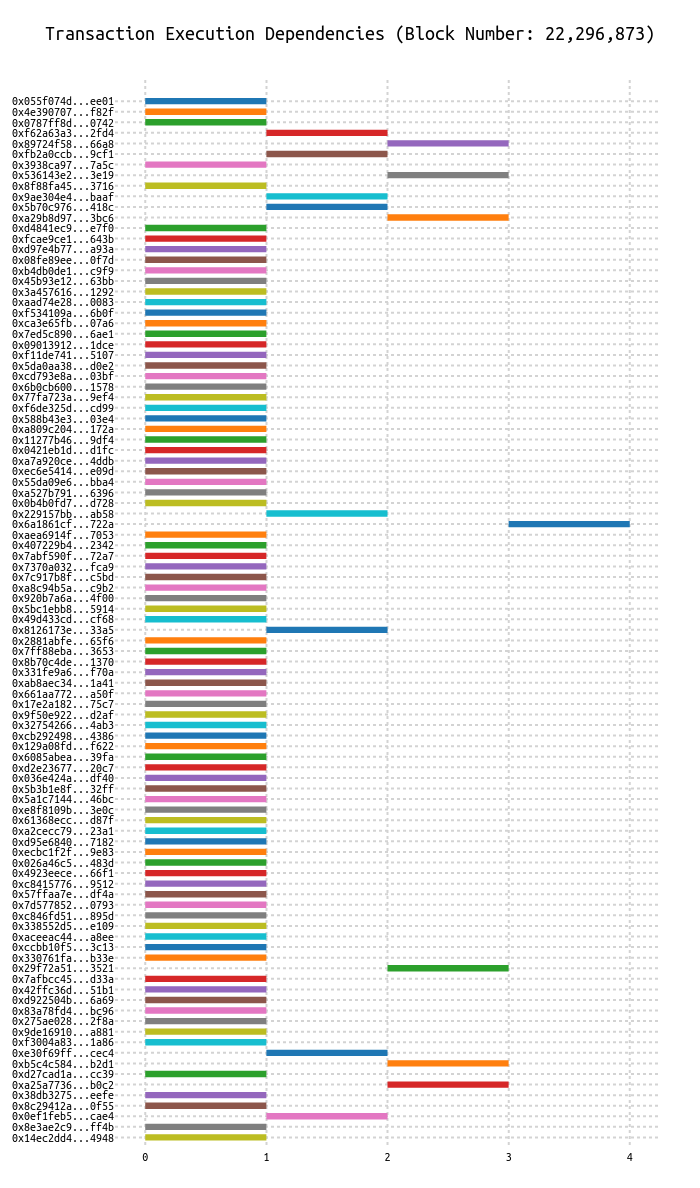 Transaction Execution Dependencies (Block Number: 22,296,873)
0x055f074d...ee01
0x4e390707...f82f
0x0787ff8d...0742
0xf62a63a3...2fd4
0x89724f58...66a8
0xfb2a0ccb...9cf1
0x3938ca97...7a5c
0x536143e2...3e19
0x8f88fa45...3716
0x9ae304e4...baaf
0x5b70c976...418c
0xa29b8d97...3bc6
0xd4841ec9...e7f0
0xfcae9ce1...643b
0xd97e4b77...a93a
0x08fe89ee...0f7d
0xb4db0de1...c9f9
0x45b93e12...63bb
0x3a457616...1292
0xaad74e28...0083
0xf534109a...6b0f
0xca3e65fb...07a6
0x7ed5c890...6ae1
0x09013912...1dce
0xf11de741...5107
0x5da0aa38...d0e2
0xcd793e8a...03bf
0x6b0cb600...1578
0x77fa723a...9ef4
0xf6de325d...cd99
0x588b43e3...03e4
0xa809c204...172a
0x11277b46...9df4
0x0421eb1d...d1fc
0xa7a920ce...4ddb
0xec6e5414...e09d
0x55da09e6...bba4
0xa527b791...6396
0x0b4b0fd7...d728
0x229157bb...ab58
0x6a1861cf...722a
0xaea6914f...7053
0x407229b4...2342
0x7abf590f...72a7
0x7370a032...fca9
0x7c917b8f...c5bd
0xa8c94b5a...c9b2
0x920b7a6a...4f00
0x5bc1ebb8...5914
0x49d433cd...cf68
0x8126173e...33a5
0x2881abfe...65f6
0x7ff88eba...3653
0x8b70c4de...1370
0x331fe9a6...f70a
0xab8aec34...1a41
0x661aa772...a50f
0x17e2a182...75c7
0x9f50e922...d2af
0x32754266...4ab3
0xcb292498...4386
0x129a08fd...f622
0x6085abea...39fa
0xd2e23677...20c7
0x036e424a...df40
0x5b3b1e8f...32ff
0x5a1c7144...46bc
0xe8f8109b...3e0c
0x61368ecc...d87f
0xa2cecc79...23a1
0xd95e6840...7182
0xecbc1f2f...9e83
0x026a46c5...483d
0x4923eece...66f1
0xc8415776...9512
0x57ffaa7e...df4a
0x7d577852...0793
0xc846fd51...895d
0x338552d5...e109
0xaceeac44...a8ee
0xccbb10f5...3c13
0x330761fa...b33e
0x29f72a51...3521
0x7afbcc45...d33a
0x42ffc36d...51b1
0xd922504b...6a69
0x83a78fd4...bc96
0x275ae028...2f8a
0x9de16910...a881
0xf3004a83...1a86
0xe30f69ff...cec4
0xb5c4c584...b2d1
0xd27cad1a...cc39
0xa25a7736...b0c2
0x38db3275...eefe
0x8c29412a...0f55
0x0ef1feb5...cae4
0x8e3ae2c9...ff4b
0x14ec2dd4...4948
0 1 2 3 4